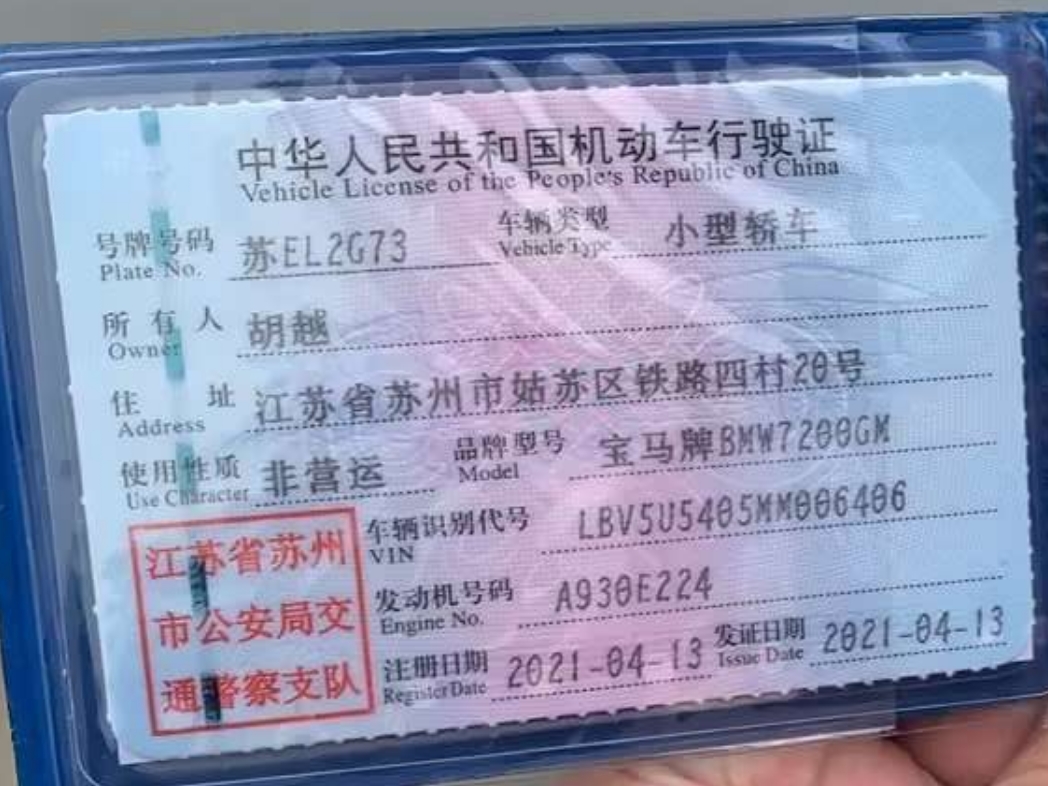 中华人民共和国机动车行驶证
Vehicle License of the People's Republic of China
号牌号码 苏EL2G73 车辆类型 小型轿车
Plate No. Vehicle Type
所有人 胡越
Owner
住址 江苏省苏州市姑苏区铁路四村20号
Address
使用性质 非营运 品牌型号 宝马牌BMW7200GM
Use Character Model
江苏省苏州
市公安局交
通警察支队
车辆识别代号 LBV5U5405MM006406
VIN
发动机号码 A930E224
Engine No.
注册日期 2021-04-13 发证日期 2021-04-13
Register Date Issue Date